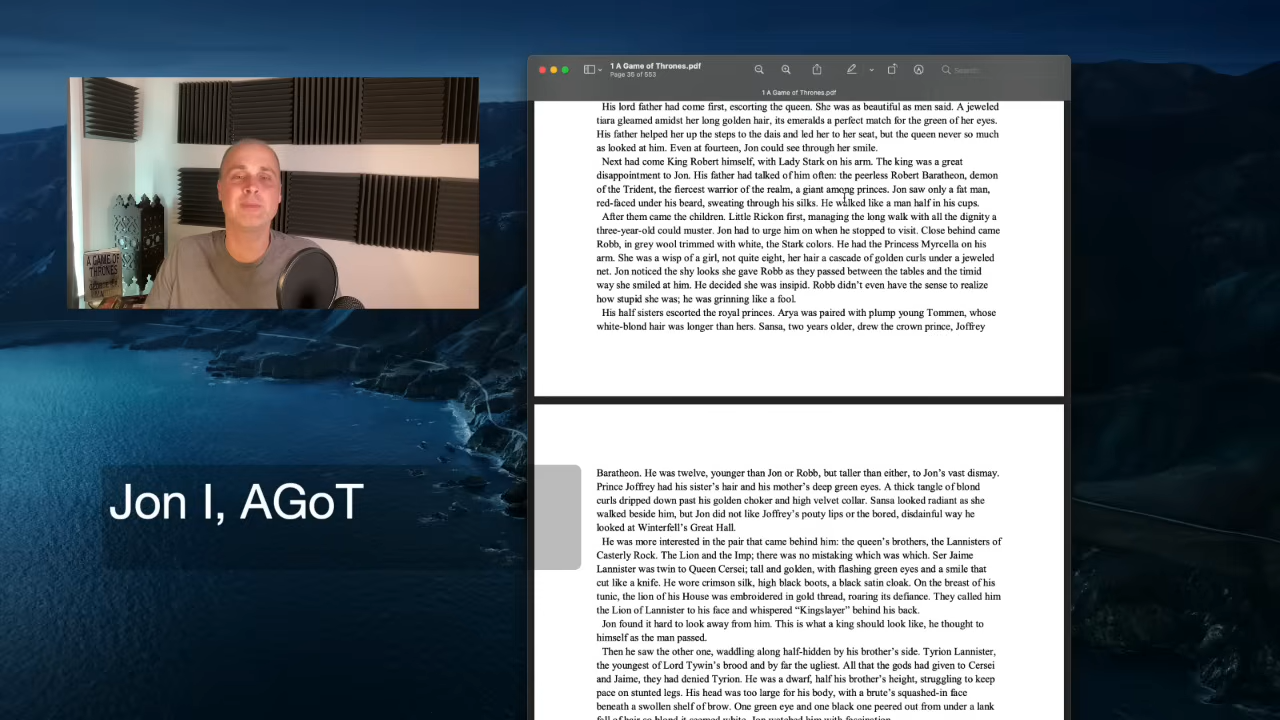 1 A Game of Thrones.pdf
Page 35 of 553
Search
1 A Game of Thrones.pdf
His lord father had come first, escorting the queen. She was as beautiful as men said. A jeweled
tiara gleamed amidst her long golden hair, its emeralds a perfect match for the green of her eyes.
His father helped her up the steps to the dais and led her to her seat, but the queen never so much
as looked at him. Even at fourteen, Jon could see through her smile.
Next had come King Robert himself, with Lady Stark on his arm. The king was a great
disappointment to Jon. His father had talked of him often: the peerless Robert Baratheon, demon
of the Trident, the fiercest warrior of the realm, a giant among princes. Jon saw only a fat man,
red-faced under his beard, sweating through his silks. He walked like a man half in his cups.
After them came the children. Little Rickon first, managing the long walk with all the dignity a
three-year-old could muster. Jon had to urge him on when he stopped to visit. Close behind came
Robb, in grey wool trimmed with white, the Stark colors. He had the Princess Myrcella on his
arm. She was a wisp of a girl, not quite eight, her hair a cascade of golden curls under a jeweled
net. Jon noticed the shy looks she gave Robb as they passed between the tables and the timid
way she smiled at him. He decided she was insipid. Robb didn't even have the sense to realize
how stupid she was; he was grinning like a fool.
His half sisters escorted the royal princes. Arya was paired with plump young Tommen, whose
white-blond hair was longer than hers. Sansa, two years older, drew the crown prince, Joffrey
Baratheon. He was twelve, younger than Jon or Robb, but taller than either, to Jon's vast dismay.
Prince Joffrey had his sister's hair and his mother's deep green eyes. A thick tangle of blond
curls dripped down past his golden choker and high velvet collar. Sansa looked radiant as she
walked beside him, but Jon did not like Joffrey's pouty lips or the bored, disdainful way he
looked at Winterfell's Great Hall.
He was more interested in the pair that came behind him: the queen's brothers, the Lannisters of
Casterly Rock. The Lion and the Imp; there was no mistaking which was which. Ser Jaime
Lannister was twin to Queen Cersei; tall and golden, with flashing green eyes and a smile that
cut like a knife. He wore crimson silk, high black boots, a black satin cloak. On the breast of his
tunic, the lion of his House was embroidered in gold thread, roaring its defiance. They called him
the Lion of Lannister to his face and whispered “Kingslayer” behind his back.
Jon found it hard to look away from him. This is what a king should look like, he thought to
himself as the man passed.
Then he saw the other one, waddling along half-hidden by his brother's side. Tyrion Lannister,
the youngest of Lord Tywin's brood and by far the ugliest. All that the gods had given to Cersei
and Jaime, they had denied Tyrion. He was a dwarf, half his brother's height, struggling to keep
pace on stunted legs. His head was too large for his body, with a brute's squashed-in face
beneath a swollen shelf of brow. One green eye and one black one peered out from under a lank
fall of hair so blond it seemed white. Jon watched him with fascination.
A GAME OF
THRONES
Jon I, AGoT